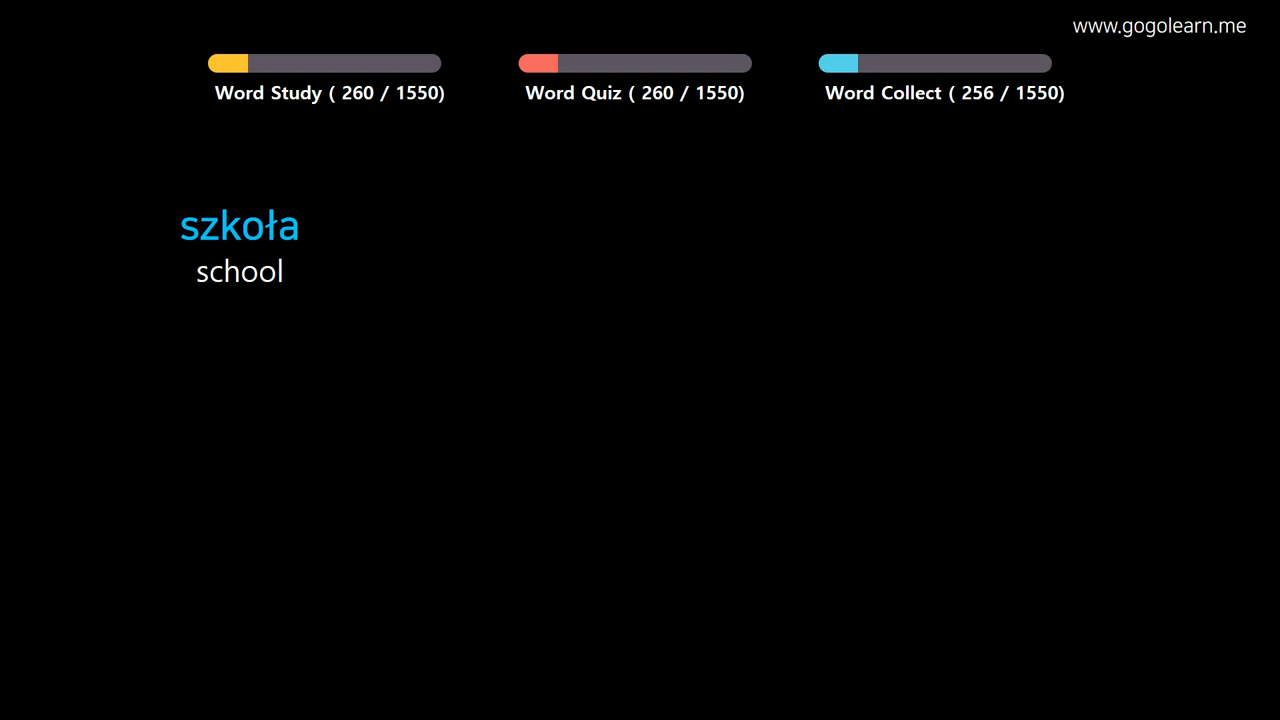 www.gogolearn.me
Word Study ( 260 / 1550)
Word Quiz ( 260 / 1550)
Word Collect ( 256 / 1550)
szkoła
school